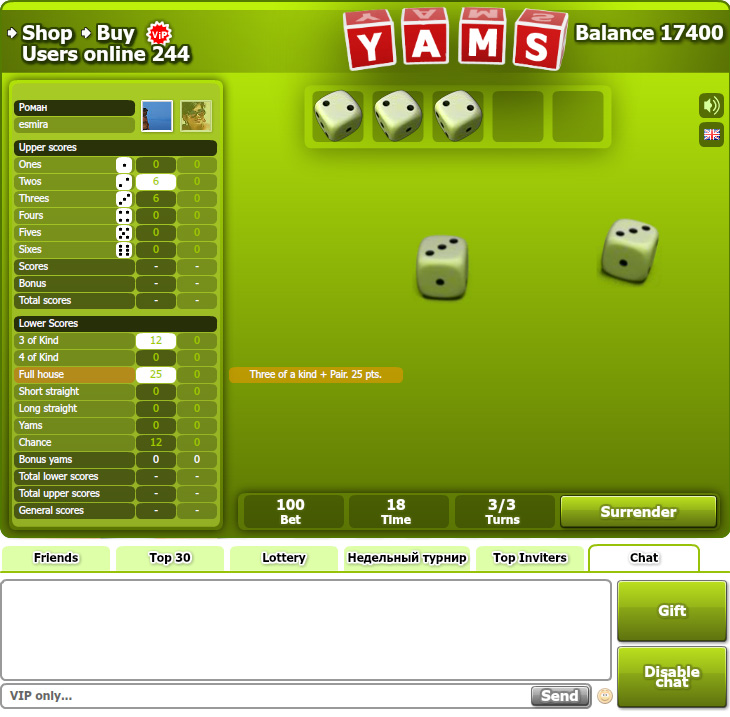 Shop Buy ViP
Users online 244
Y A M S
Y A M S
Balance 17400
Роман
esmira
Upper scores
Ones 0 0
Twos 6 0
Threes 6 0
Fours 0 0
Fives 0 0
Sixes 0 0
Scores - -
Bonus - -
Total scores - -
Lower Scores
3 of Kind 12 0
4 of Kind 0 0
Full house 25 0
Three of a kind + Pair. 25 pts.
Short straight 0 0
Long straight 0 0
Yams 0 0
Chance 12 0
Bonus yams 0 0
Total lower scores - -
Total upper scores - -
General scores - -
100 18 3/3
Bet Time Turns
Surrender
Friends Top 30 Lottery Недельный турнир Top Inviters Chat
Gift
Disable
chat
VIP only...
Send